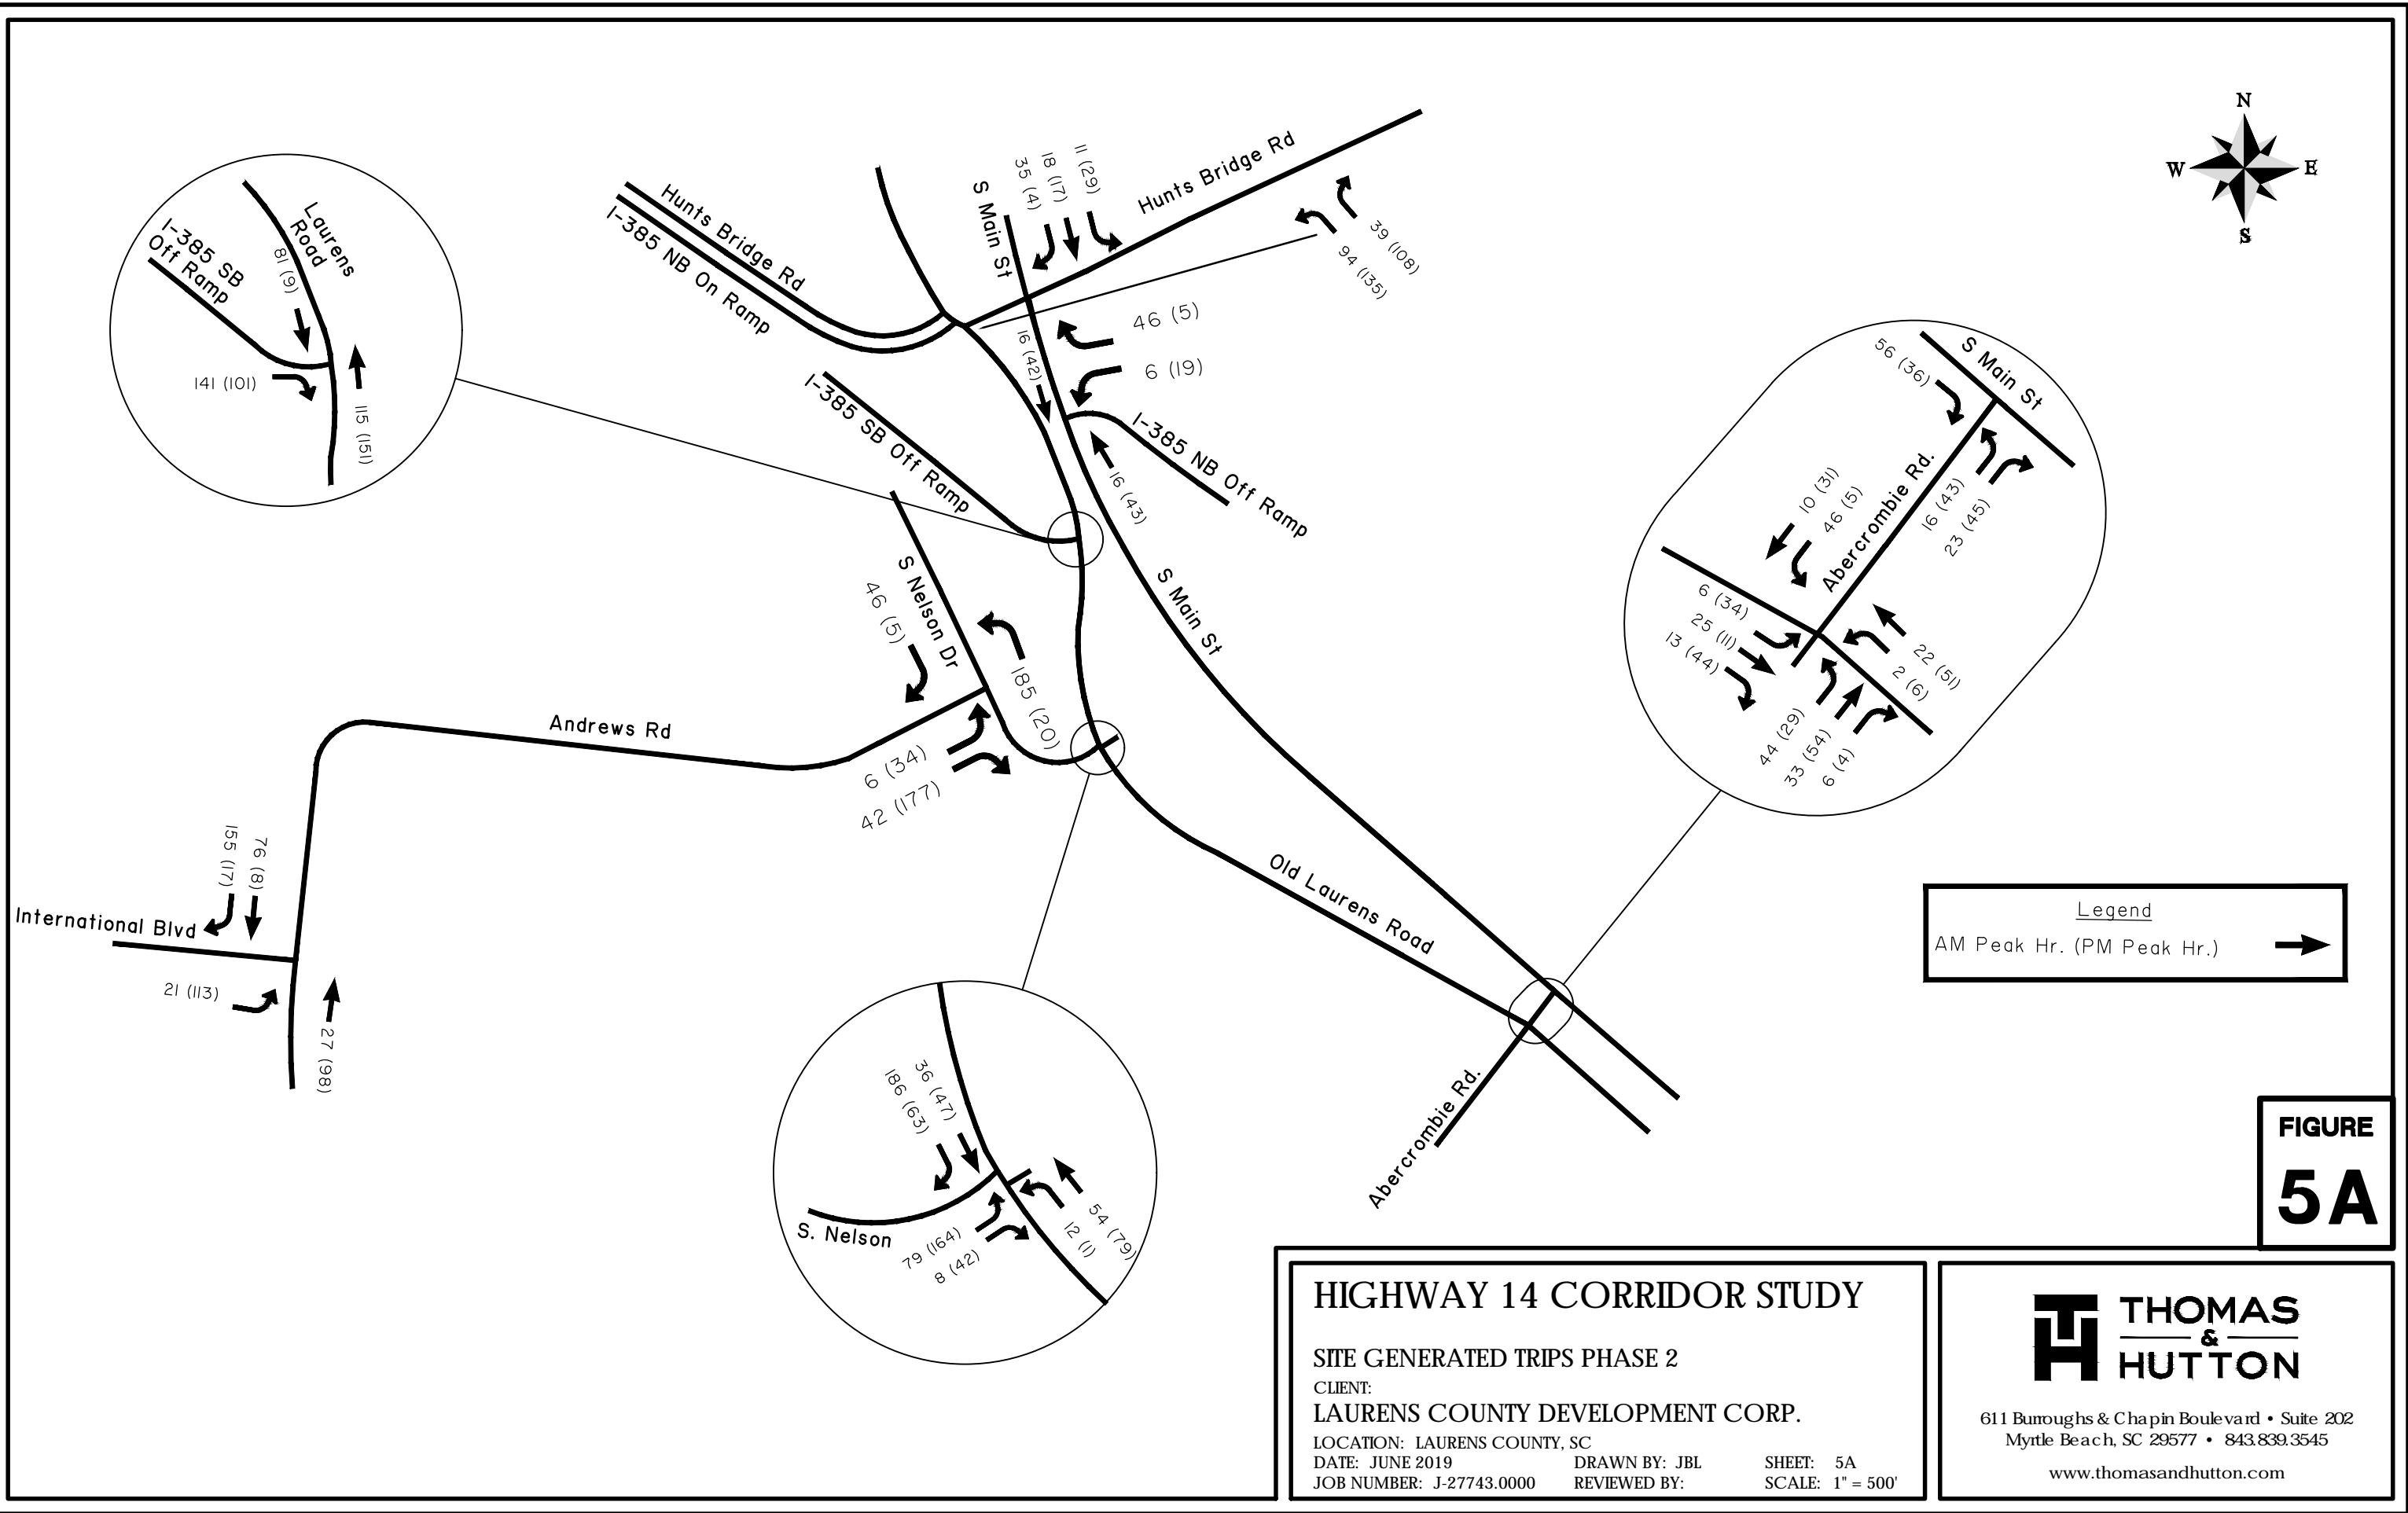 N
W
E
S
Laurens
Road
I-385 SB
Off Ramp
81 (9)
141 (101)
115 (151)
Hunts Bridge Rd
I-385 NB On Ramp
S Main St
35 (4)
18 (17)
11 (29)
Hunts Bridge Rd
39 (108)
94 (135)
46 (5)
6 (19)
16 (42)
I-385 SB Off Ramp
I-385 NB Off Ramp
16 (43)
S Main St
S Nelson Dr
46 (5)
185 (20)
Andrews Rd
6 (34)
42 (177)
155 (17)
76 (8)
International Blvd
21 (113)
27 (98)
Old Laurens Road
Abercrombie Rd.
56 (36)
S Main St
Abercrombie Rd.
10 (31)
46 (5)
16 (43)
23 (45)
6 (34)
25 (11)
13 (44)
22 (51)
2 (6)
44 (29)
33 (54)
6 (4)
36 (47)
186 (63)
S. Nelson
79 (164)
8 (42)
54 (79)
12 (1)
Legend
AM Peak Hr. (PM Peak Hr.)
FIGURE
5A
HIGHWAY 14 CORRIDOR STUDY
SITE GENERATED TRIPS PHASE 2
CLIENT:
LAURENS COUNTY DEVELOPMENT CORP.
LOCATION: LAURENS COUNTY, SC
DATE: JUNE 2019 DRAWN BY: JBL SHEET: 5A
JOB NUMBER: J-27743.0000 REVIEWED BY: SCALE: 1" = 500'
TH
THOMAS
&
HUTTON
611 Burroughs & Chapin Boulevard • Suite 202
Myrtle Beach, SC 29577 • 843.839.3545
www.thomasandhutton.com